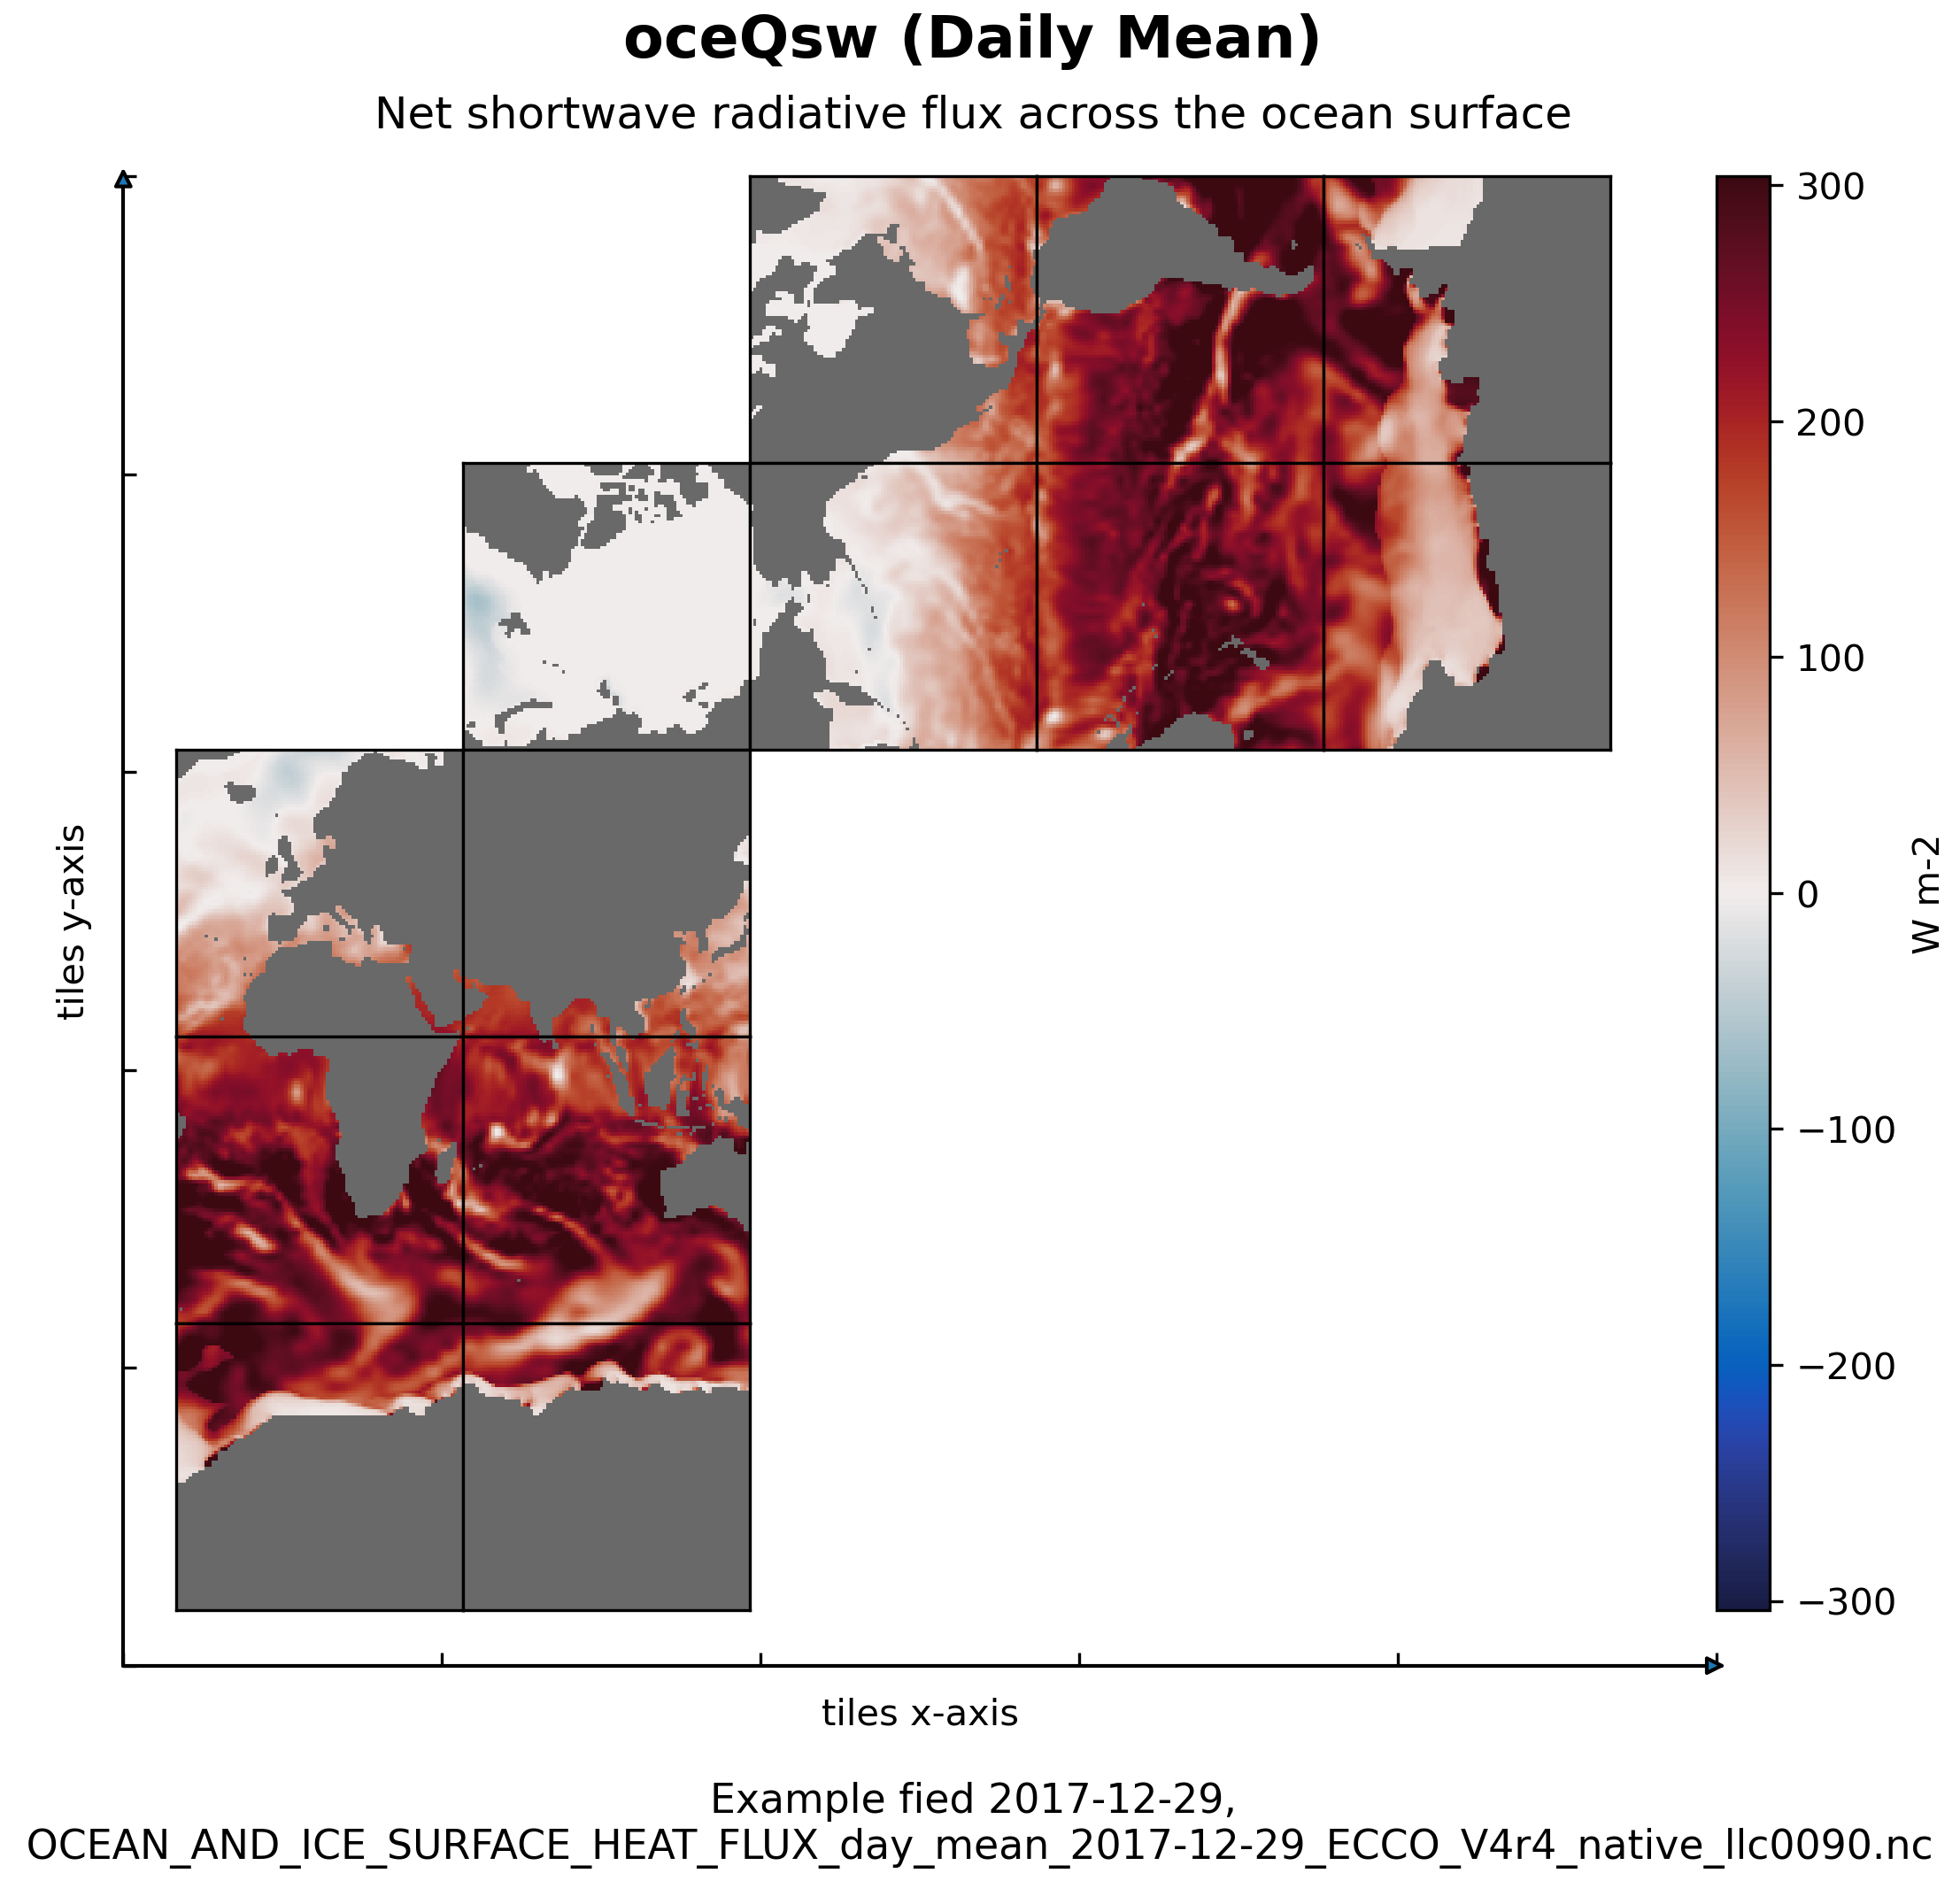 oceQsw (Daily Mean)
Net shortwave radiative flux across the ocean surface
300
200
100
0
−100
−200
−300
W m-2
tiles y-axis
tiles x-axis
Example fied 2017-12-29,
OCEAN_AND_ICE_SURFACE_HEAT_FLUX_day_mean_2017-12-29_ECCO_V4r4_native_llc0090.nc